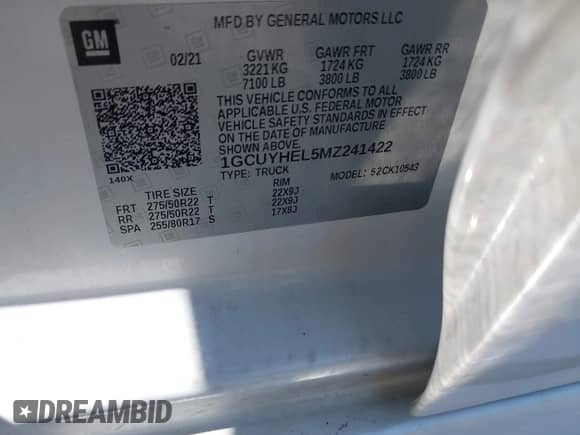 MFD BY GENERAL MOTORS LLC
GM
02/21 GVWR GAWR FRT GAWR RR
3221 KG 1724 KG 1724 KG
7100 LB 3800 LB 3800 LB
THIS VEHICLE CONFORMS TO ALL
APPLICABLE U.S. FEDERAL MOTOR
VEHICLE SAFETY STANDARDS IN EFFECT
ON THE DATE OF MANUFACTURE
SHOWN ABOVE.
1GCUYHEL5MZ241422
TYPE: TRUCK MODEL: 52CK10543
140X
TIRE SIZE RIM
FRT 275/50R22 T 22X9J
RR 275/50R22 T 22X9J
SPA 255/80R17 S 17X8J
DREAMBID